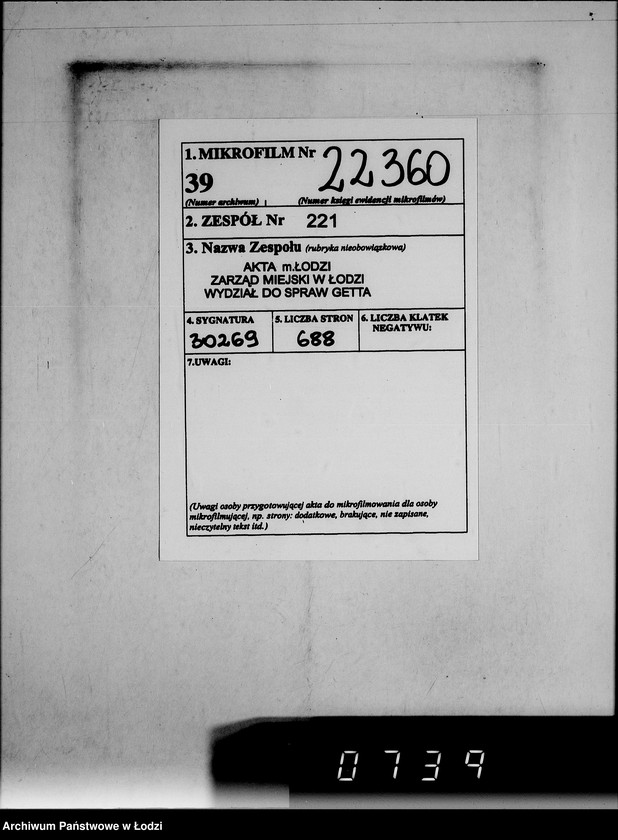 1. MIKROFILM Nr 22360
39
(Numer archiwum) (Numer księgi ewidencji mikrofilmów)
2. ZESPÓŁ Nr 221
3. Nazwa Zespołu (rubryka nieobowiązkowa)
AKTA m.ŁODZI
ZARZĄD MIEJSKI W ŁODZI
WYDZIAŁ DO SPRAW GETTA
4. SYGNATURA 5. LICZBA STRON 6. LICZBA KLATEK
NEGATYWU:
30269 688
7.UWAGI:
(Uwagi osoby przygotowującej akta do mikrofilmowania dla osoby
mikrofilmującej, np. strony: dodatkowe, brakujące, nie zapisane,
nieczytelny tekst itd.)
0739
Archiwum Państwowe w Łodzi